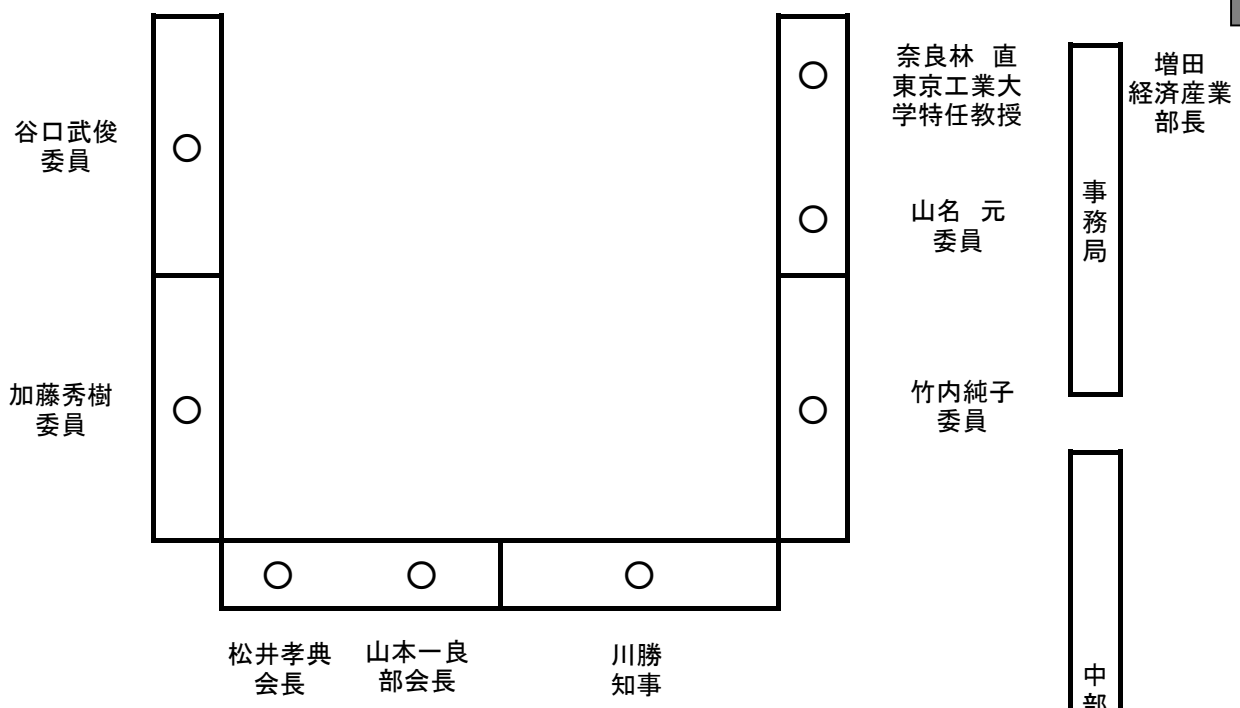 谷口武俊
委員
加藤秀樹
委員
松井孝典
会長
山本一良
部会長
川勝
知事
奈良林　直
東京工業大
学特任教授
山名　元
委員
竹内純子
委員
事務局
増田
経済産業
部長
中部